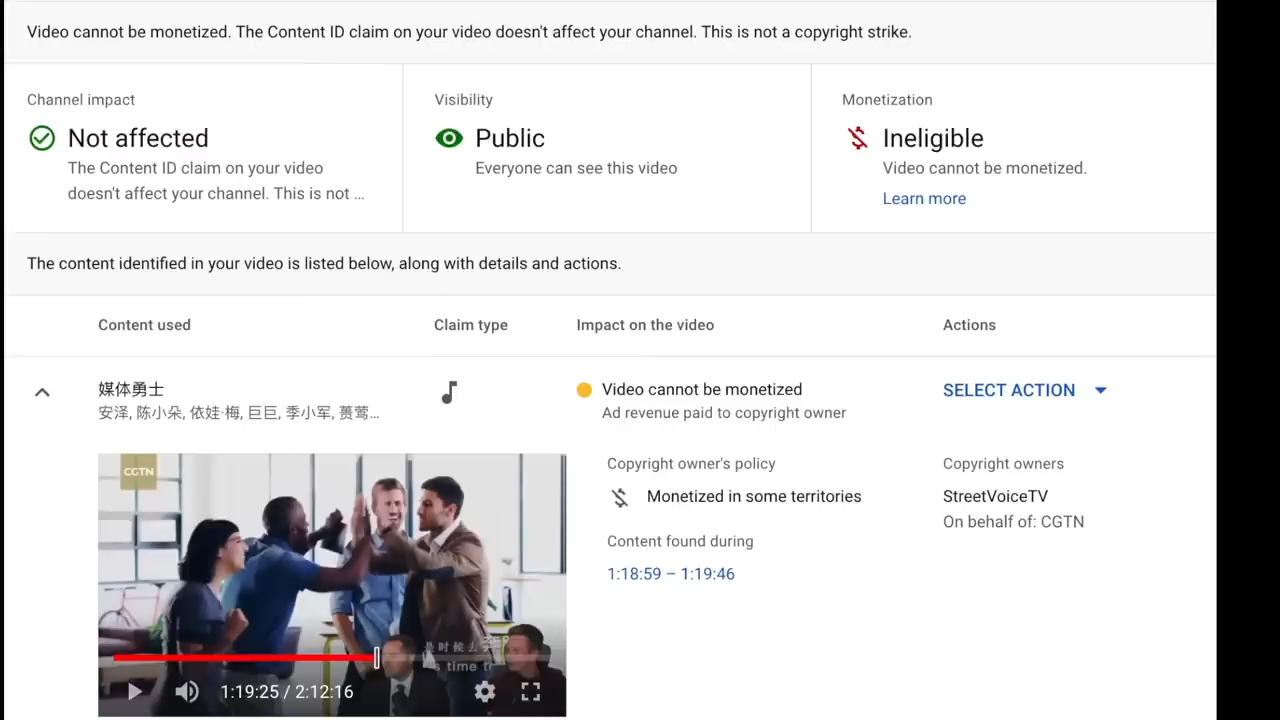 Video cannot be monetized. The Content ID claim on your video doesn't affect your channel. This is not a copyright strike.
Channel impact
Not affected
The Content ID claim on your video
doesn't affect your channel. This is not ...
Visibility
Public
Everyone can see this video
Monetization
Ineligible
Video cannot be monetized.
Learn more
The content identified in your video is listed below, along with details and actions.
Content used
Claim type
Impact on the video
Actions
媒体勇士
安泽, 陈小朵, 依娃·梅, 巨巨, 季小军, 蒉莺...
Video cannot be monetized
Ad revenue paid to copyright owner
SELECT ACTION
Copyright owner's policy
Monetized in some territories
Content found during
1:18:59 – 1:19:46
Copyright owners
StreetVoiceTV
On behalf of: CGTN
CGTN
是时候去
s time
1:19:25 / 2:12:16